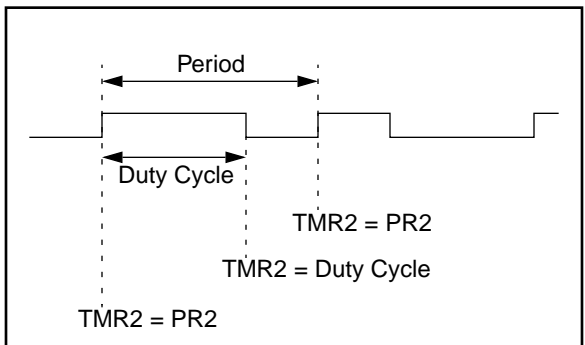 Period
Duty Cycle
TMR2 = PR2
TMR2 = Duty Cycle
TMR2 = PR2